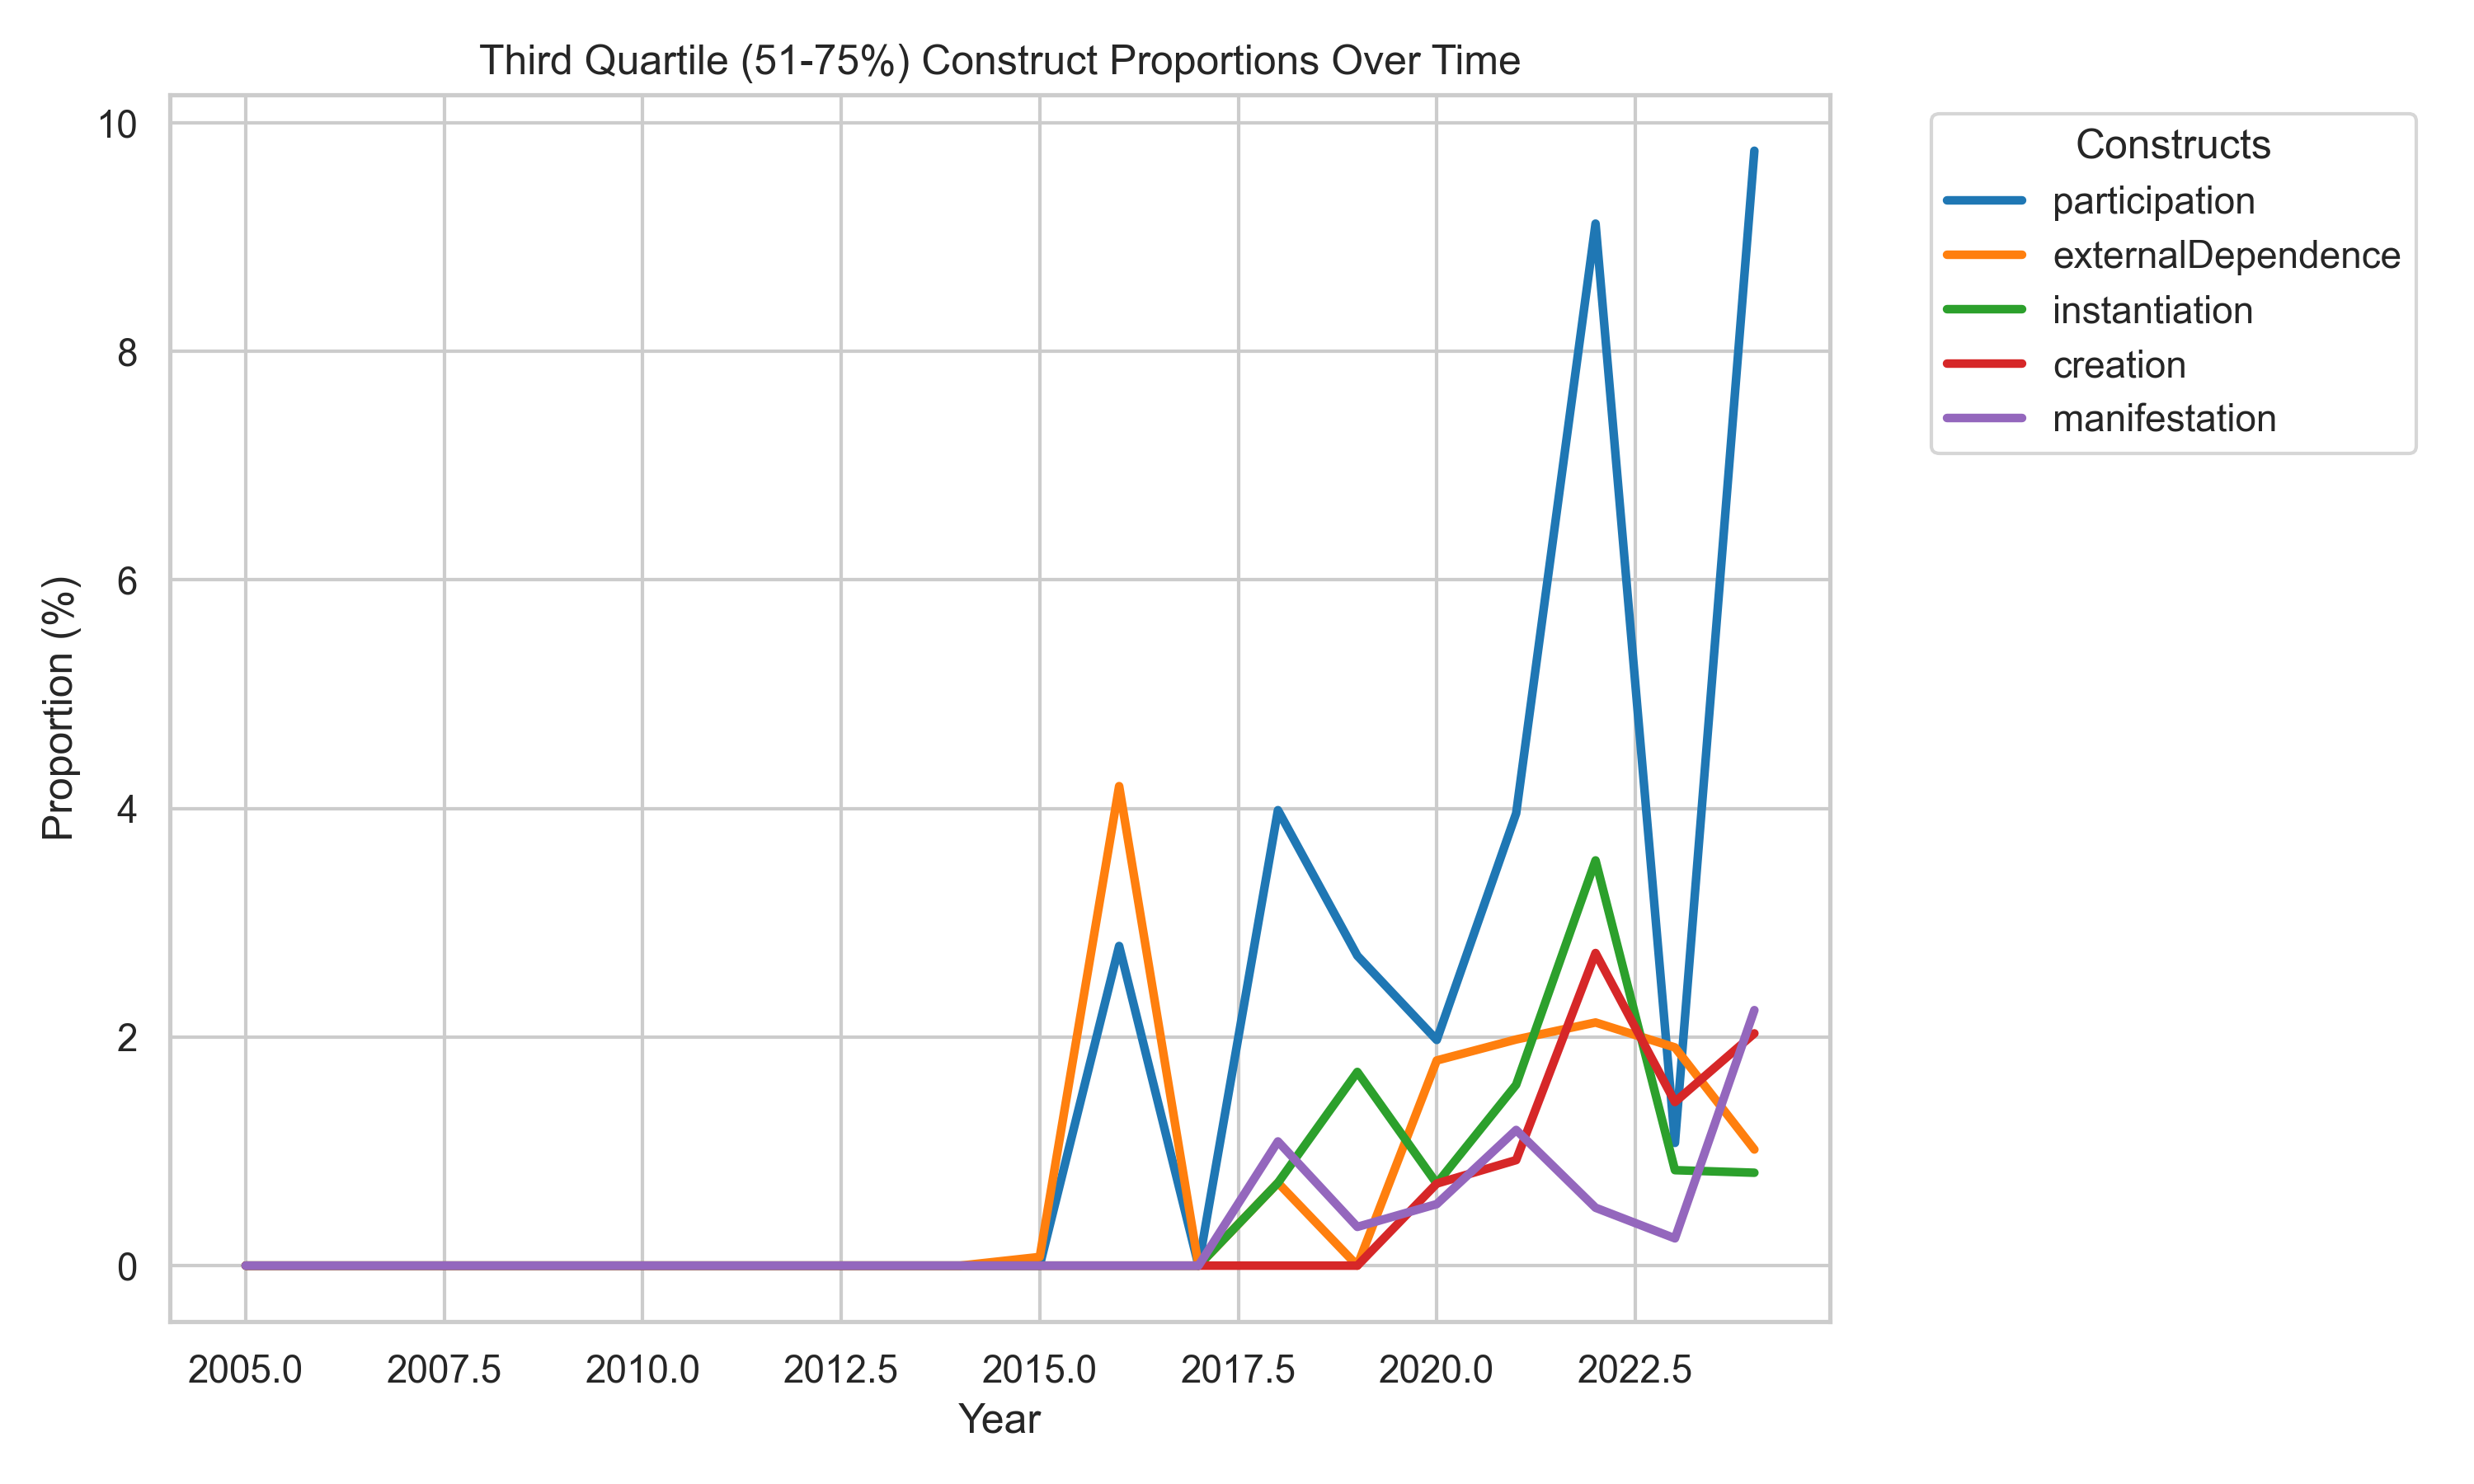 Third Quartile (51-75%) Construct Proportions Over Time
10
8
6
4
2
0
Proportion (%)
2005.0 2007.5 2010.0 2012.5 2015.0 2017.5 2020.0 2022.5
Year
Constructs
participation
externalDependence
instantiation
creation
manifestation